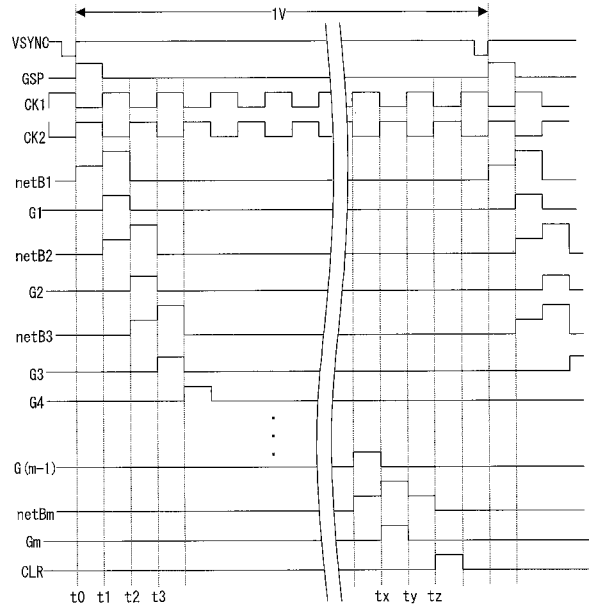 1V
VSYNC
GSP
CK1
CK2
netB1
G1
netB2
G2
netB3
G3
G4
G(m-1)
netBm
Gm
CLR
t0 t1 t2 t3 tx ty tz